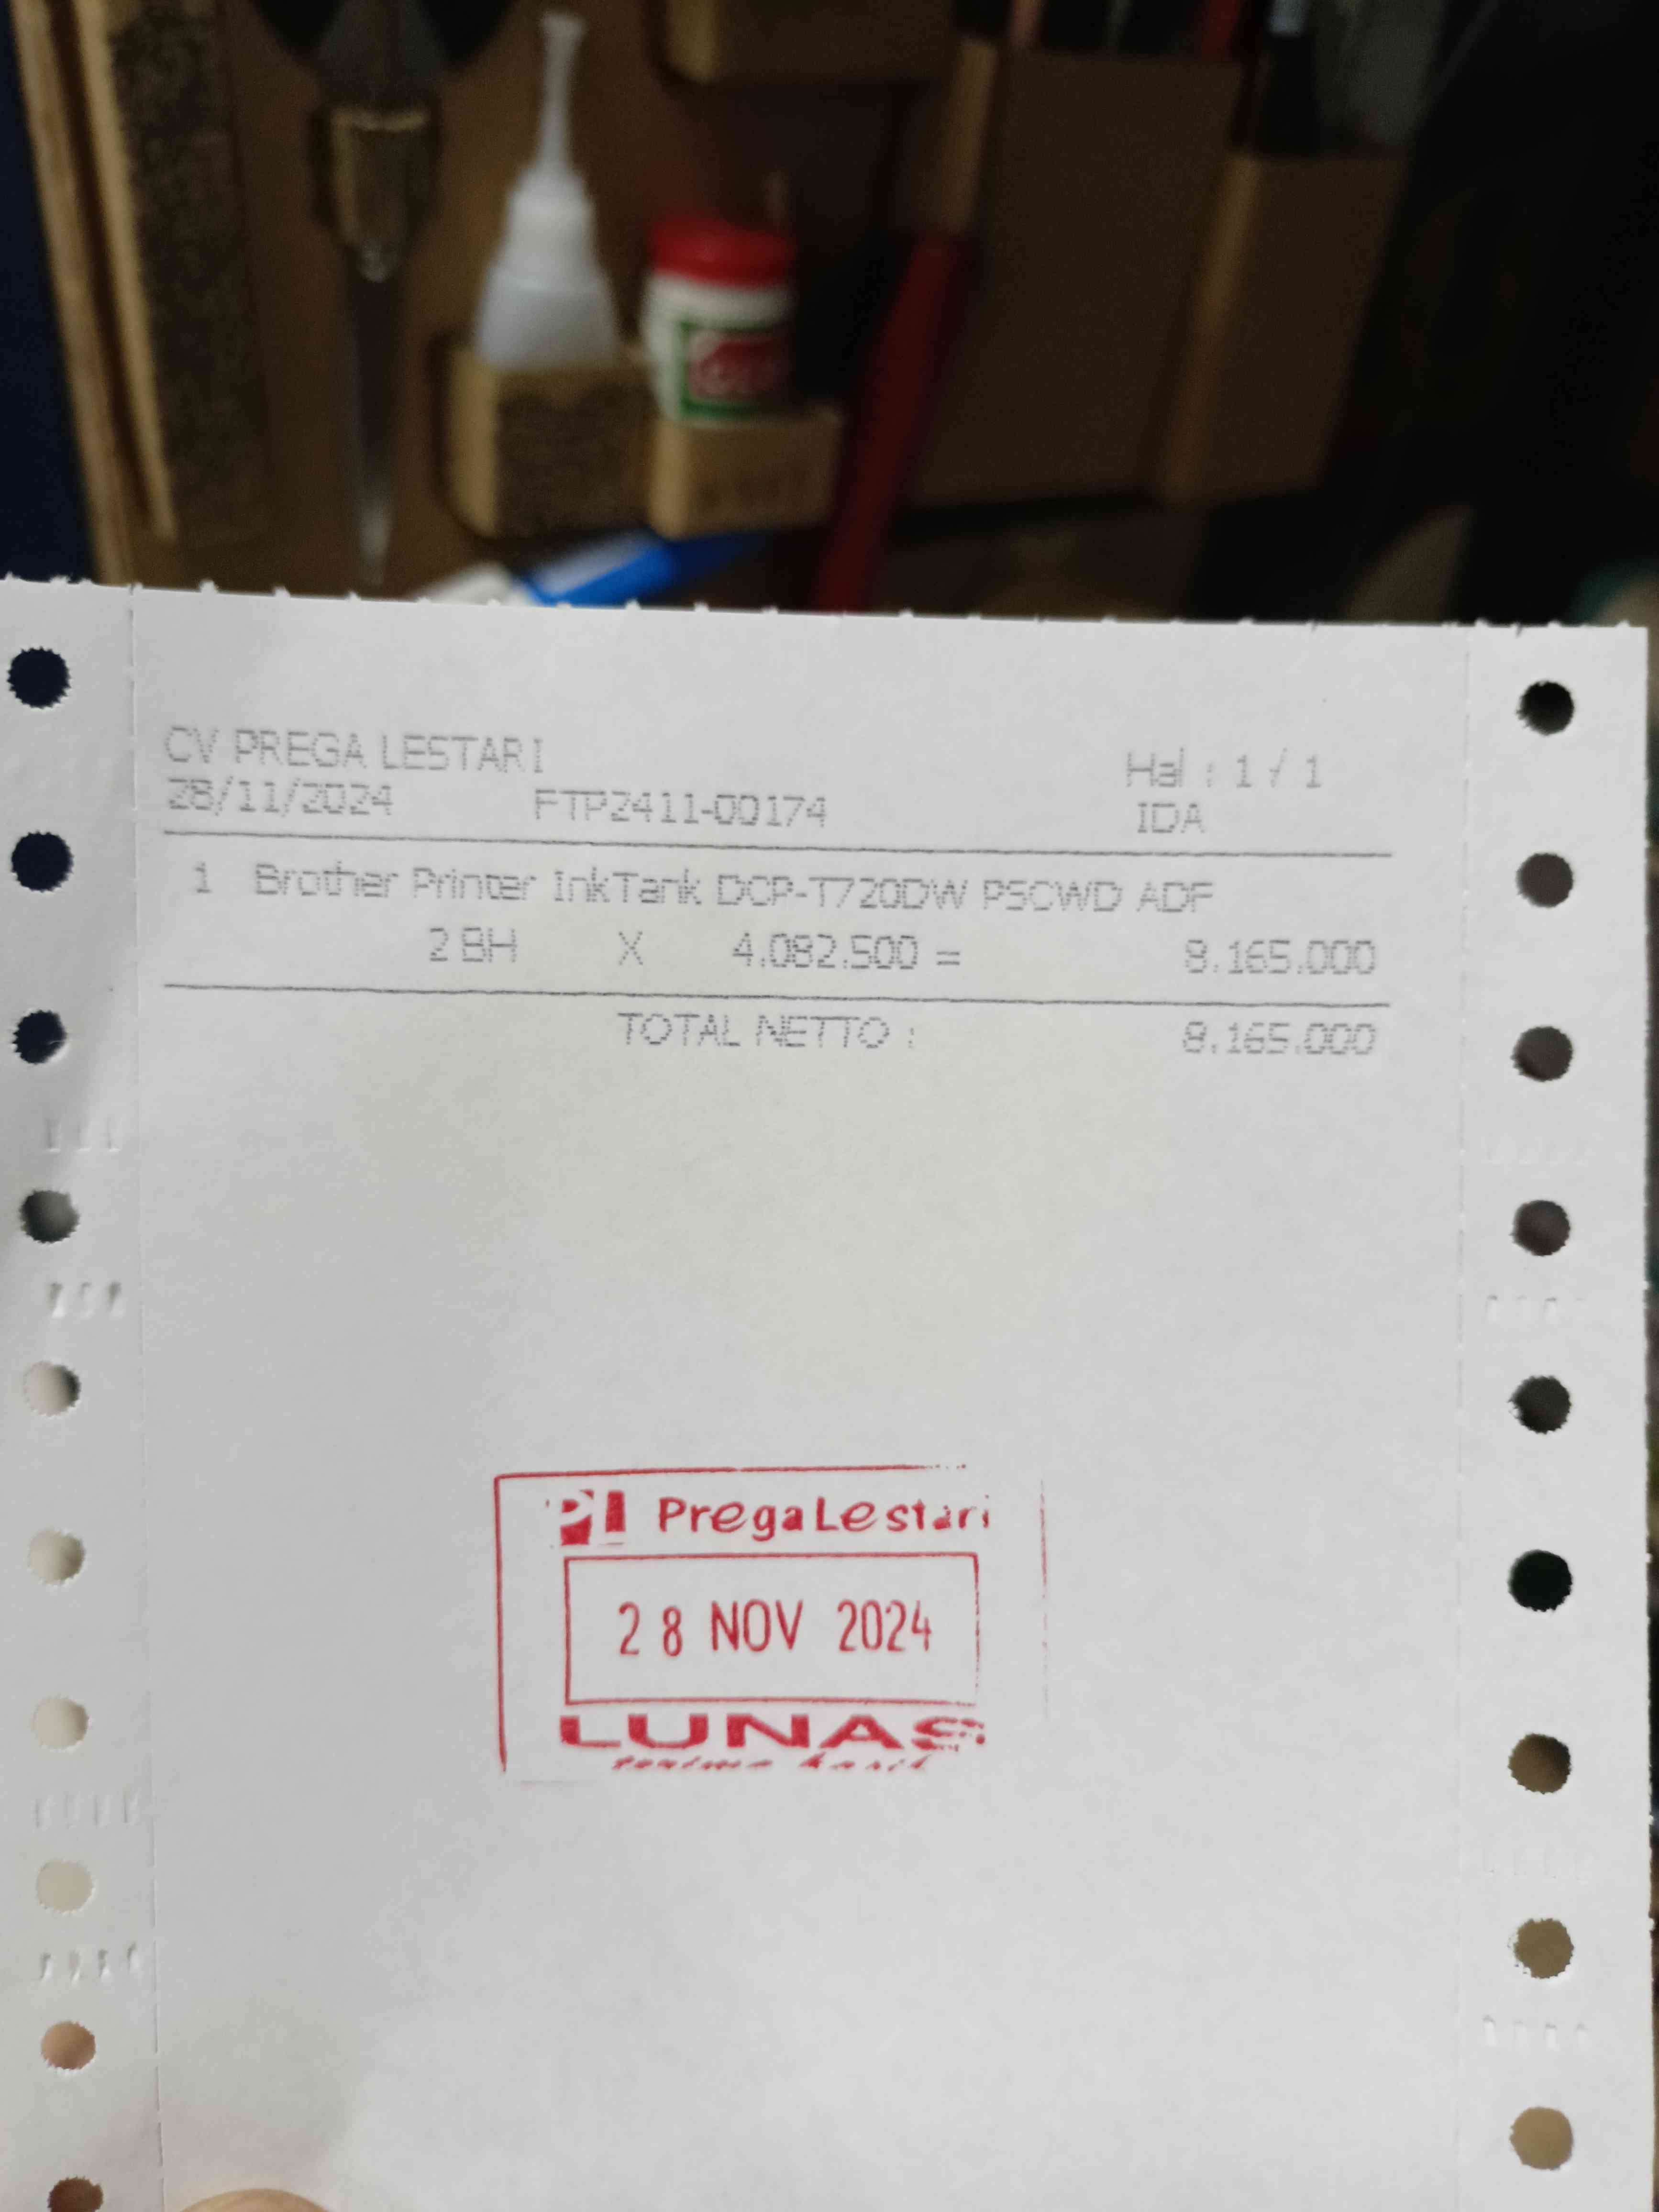 CV PREGA LESTARI
Hal : 1 / 1
28/11/2024 FTP2411-00174 IDA
1 Brother Printer InkTank DCP-T720DW PSCWD ADF
2 BH X 4.082.500 = 8.165.000
TOTAL NETTO : 8.165.000
Pl PregaLestari
28 NOV 2024
LUNAS
terima kasih